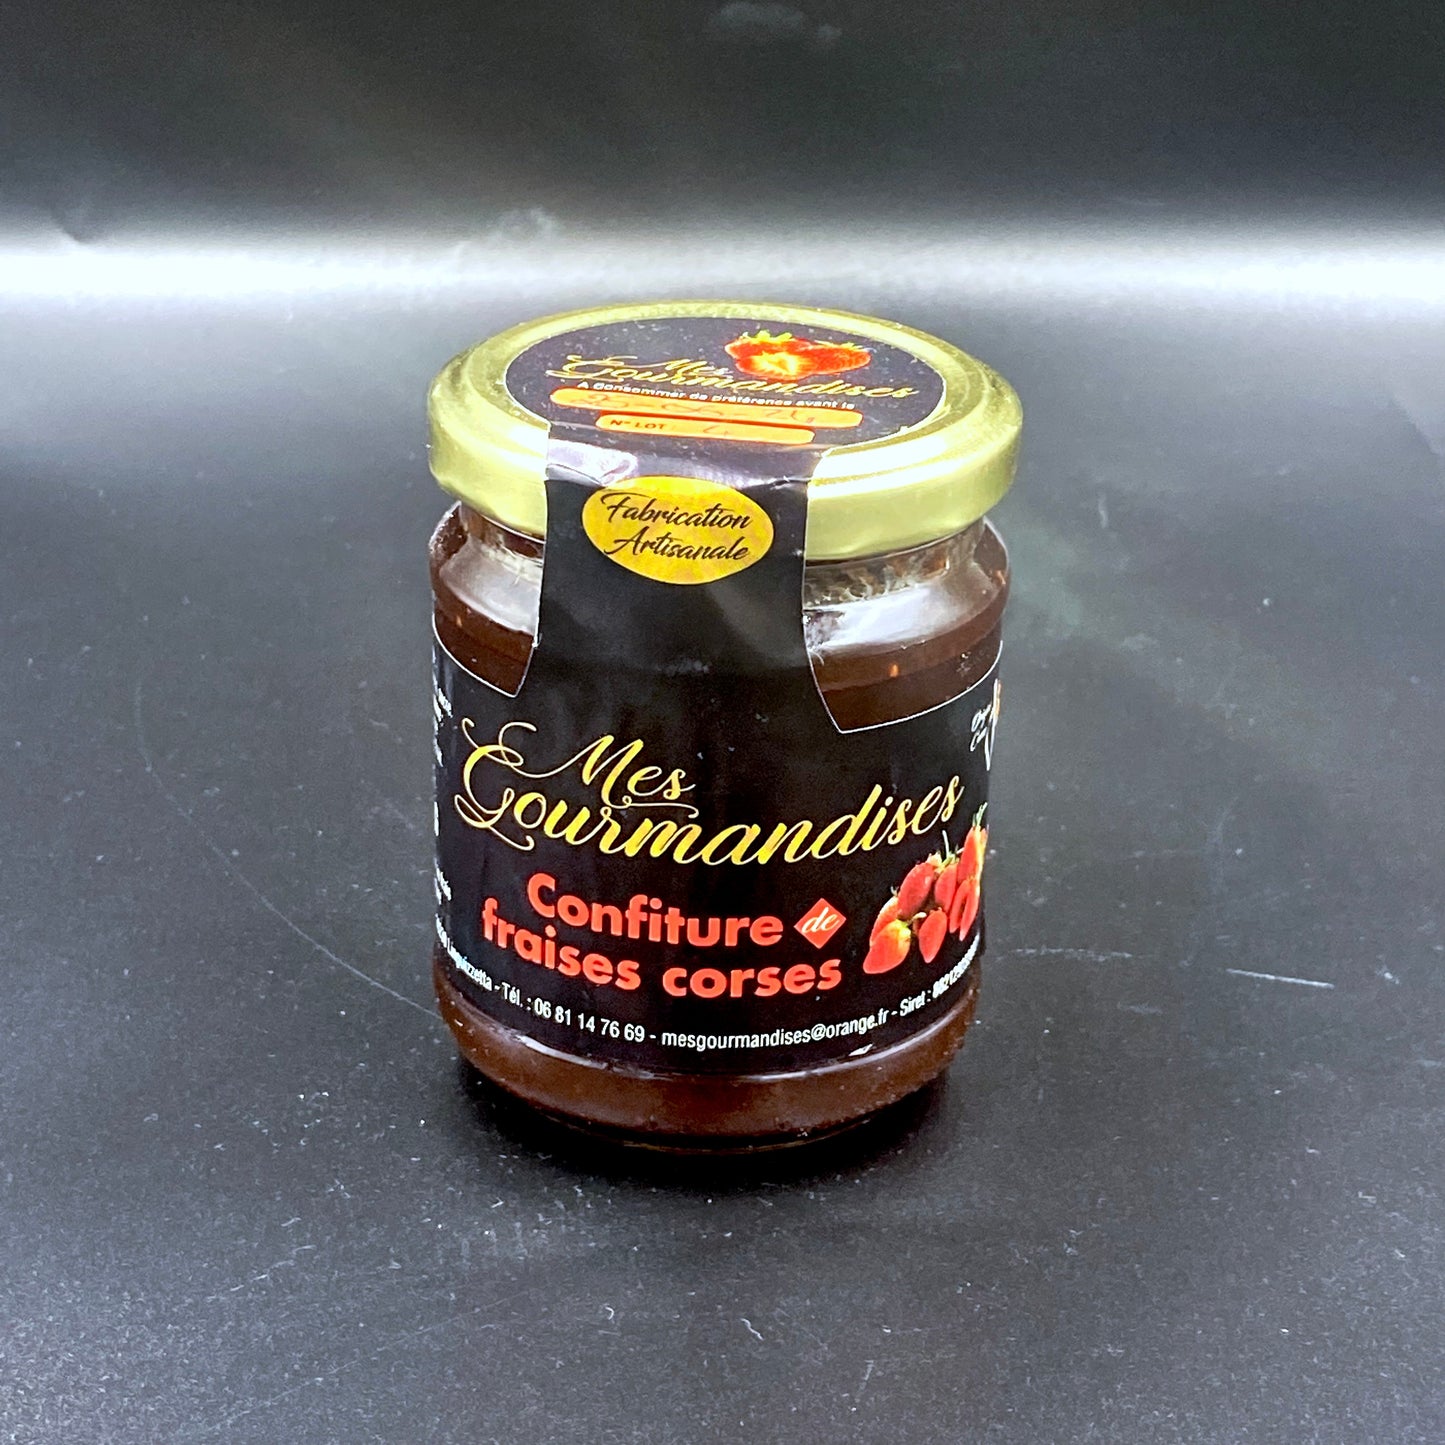 Mes
Gourmandises
A Consommer de préférence avant le
N° LOT
Fabrication
Artisanale
Mes
Gourmandises
Confiture de
fraises corses
Linguizzetta - Tél. : 06 81 14 76 69 - mesgourmandises@orange.fr - Siret :